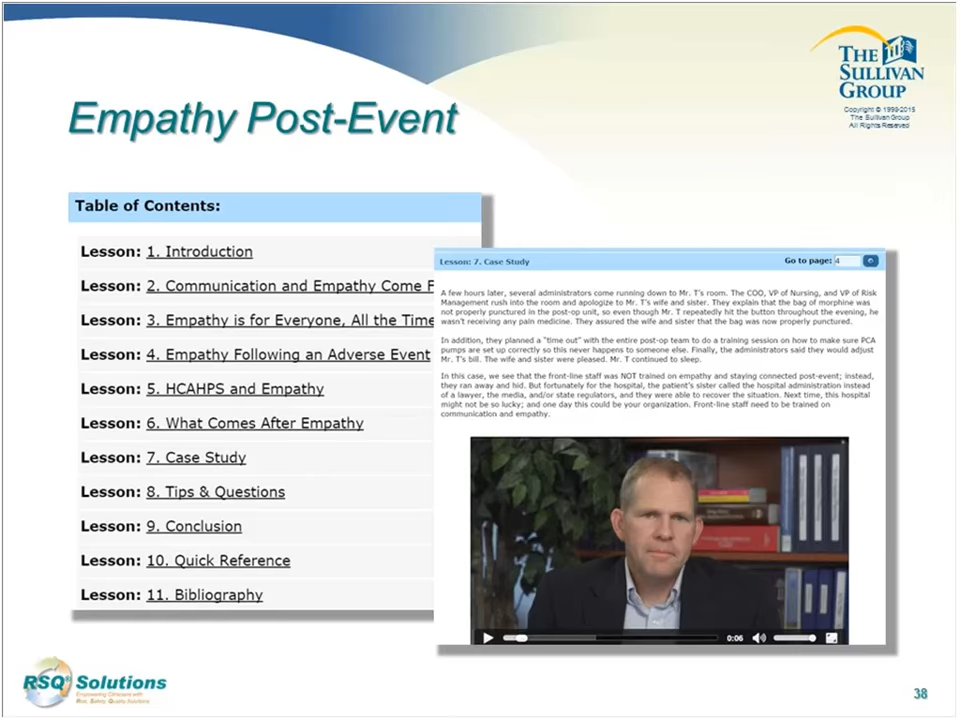 THE
SULLIVAN
GROUP
Copyright © 1999-2015
The Sullivan Group
All Rights Reserved
Empathy Post-Event
Table of Contents:
Lesson: 1. Introduction
Lesson: 2. Communication and Empathy Come F
Lesson: 3. Empathy is for Everyone, All the Time
Lesson: 4. Empathy Following an Adverse Event
Lesson: 5. HCAHPS and Empathy
Lesson: 6. What Comes After Empathy
Lesson: 7. Case Study
Lesson: 8. Tips & Questions
Lesson: 9. Conclusion
Lesson: 10. Quick Reference
Lesson: 11. Bibliography
Lesson: 7. Case Study
Go to page: 4
A few hours later, several administrators come running down to Mr. T's room. The COO, VP of Nursing, and VP of Risk
Management rush into the room and apologize to Mr. T's wife and sister. They explain that the bag of morphine was
not properly punctured in the post-op unit, so even though Mr. T repeatedly hit the button throughout the evening, he
wasn't receiving any pain medicine. They assured the wife and sister that the bag was now properly punctured.
In addition, they planned a "time out" with the entire post-op team to do a training session on how to make sure PCA
pumps are set up correctly so this never happens to someone else. Finally, the administrators said they would adjust
Mr. T's bill. The wife and sister were pleased. Mr. T continued to sleep.
In this case, we see that the front-line staff was NOT trained on empathy and staying connected post-event; instead,
they ran away and hid. But fortunately for the hospital, the patient's sister called the hospital administration instead
of a lawyer, the media, and/or state regulators, and they were able to recover the situation. Next time, this hospital
might not be so lucky; and one day this could be your organization. Front-line staff need to be trained on
communication and empathy.
0:06
RSQ® Solutions
Empowering Clinicians with
Risk, Safety, Quality Solutions
38